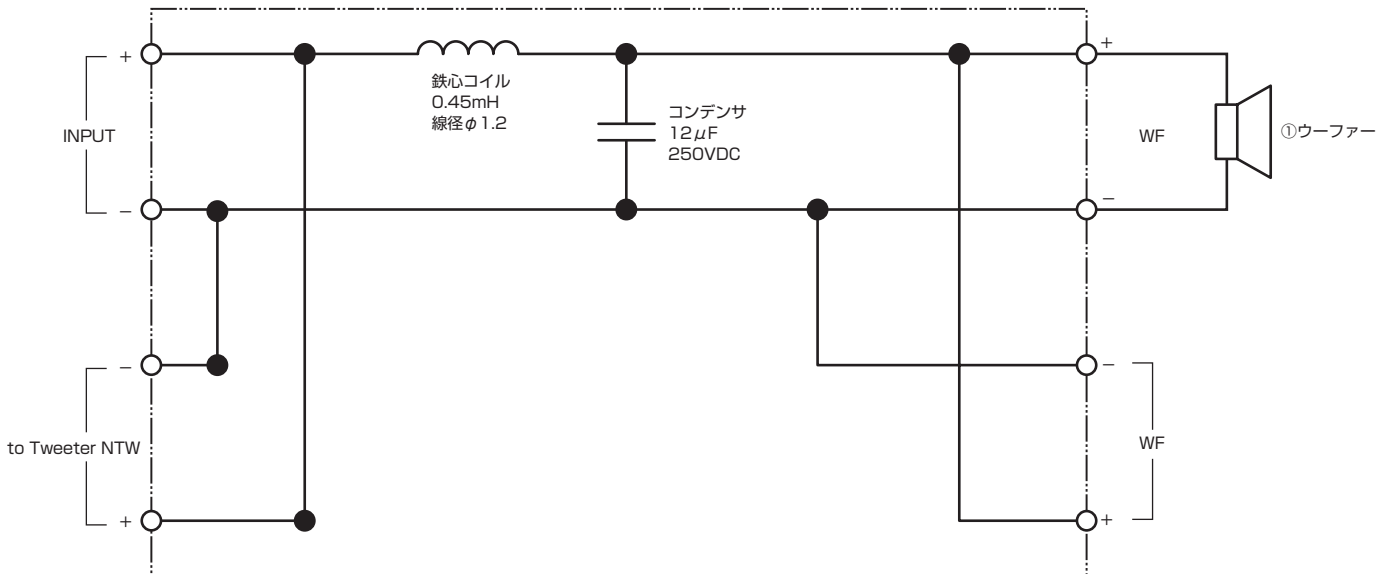 +
+
INPUT
鉄心コイル
0.45mH
線径φ1.2
コンデンサ
12μF
250VDC
WF
①ウーファー
−
−
−
−
to Tweeter NTW
WF
+
+